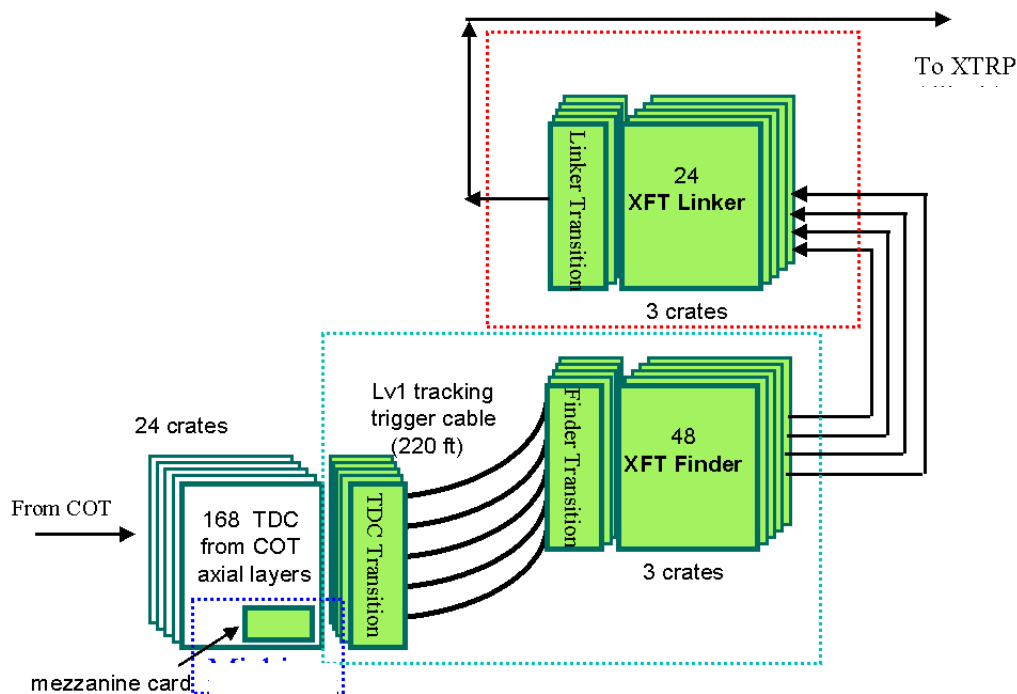 To XTRP
Linker Transition
24
XFT Linker
3 crates
Lv1 tracking
trigger cable
(220 ft)
24 crates
Finder Transition
48
XFT Finder
From COT
168 TDC
from COT
axial layers
TDC Transition
3 crates
mezzanine card